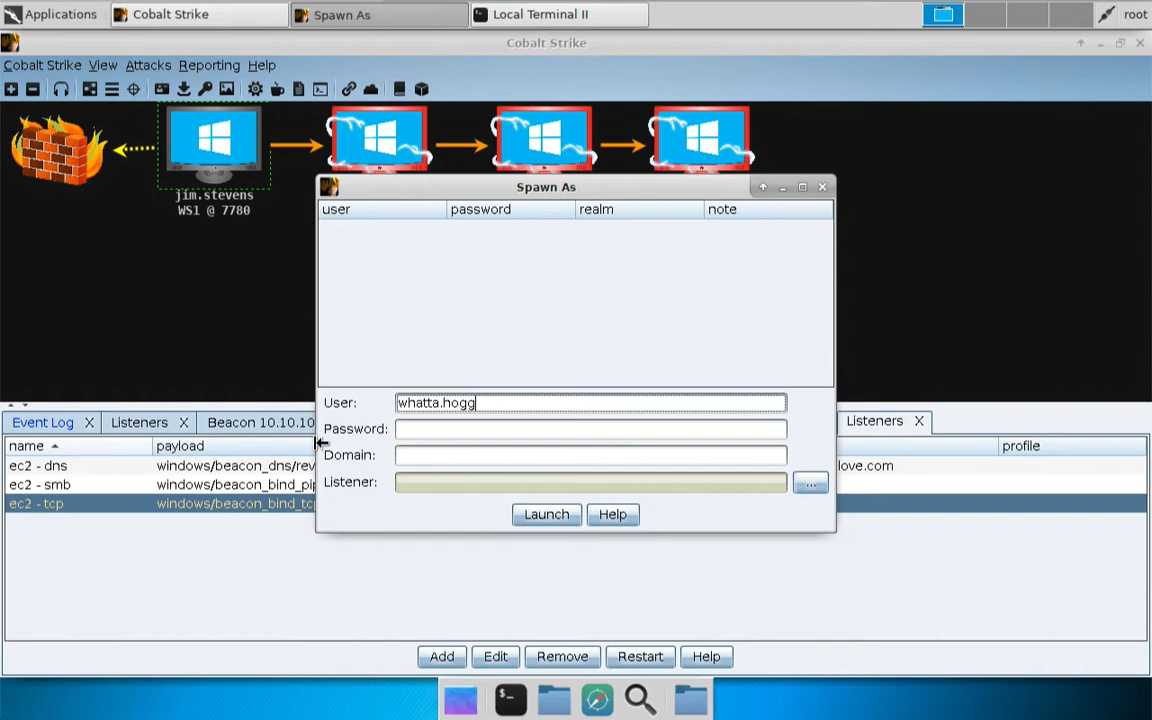 Applications Cobalt Strike Spawn As Local Terminal II root
Cobalt Strike
Cobalt Strike View Attacks Reporting Help
jim.stevens
WS1 @ 7780
Spawn As
user password realm note
User: whatta.hogg
Password:
Domain:
Listener: ...
Launch Help
Event Log X Listeners X Beacon 10.10.10 Listeners X
name payload profile
ec2 - dns windows/beacon_dns/rev love.com
ec2 - smb windows/beacon_bind_pip
ec2 - tcp windows/beacon_bind_tcp
Add Edit Remove Restart Help